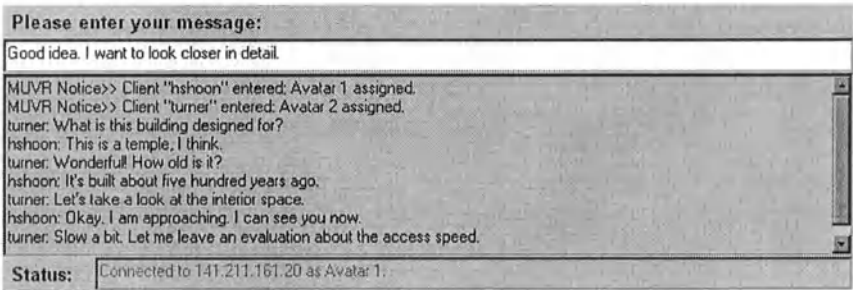 Please enter your message:
Good idea. I want to look closer in detail.
MUVR Notice>> Client "hshoon" entered; Avatar 1 assigned.
MUVR Notice>> Client "turner" entered: Avatar 2 assigned.
turner: What is this building designed for?
hshoon: This is a temple, I think.
turner: Wonderful! How old is it?
hshoon: It's built about five hundred years ago.
turner: Let's take a look at the interior space.
hshoon: Okay, I am approaching. I can see you now.
turner: Slow a bit. Let me leave an evaluation about the access speed.
Status: Connected to 141.211.161.20 as Avatar 1.